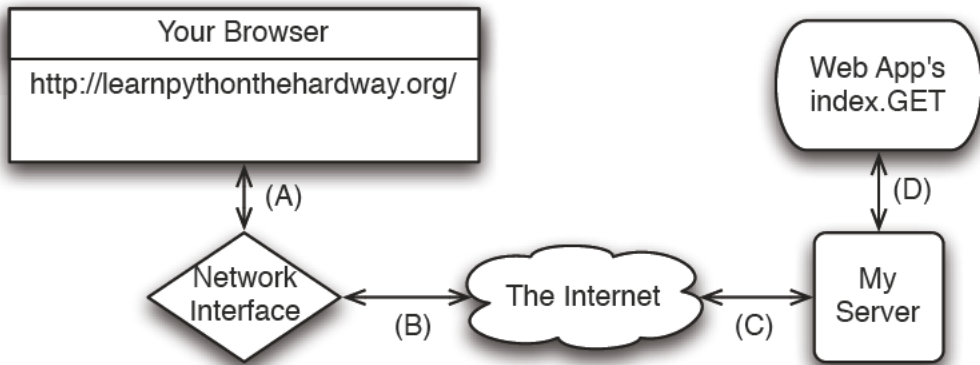 Your Browser
http://learnpythonthehardway.org/
Web App's
index.GET
(A)
(D)
Network
Interface
The Internet
My
Server
(B)
(C)